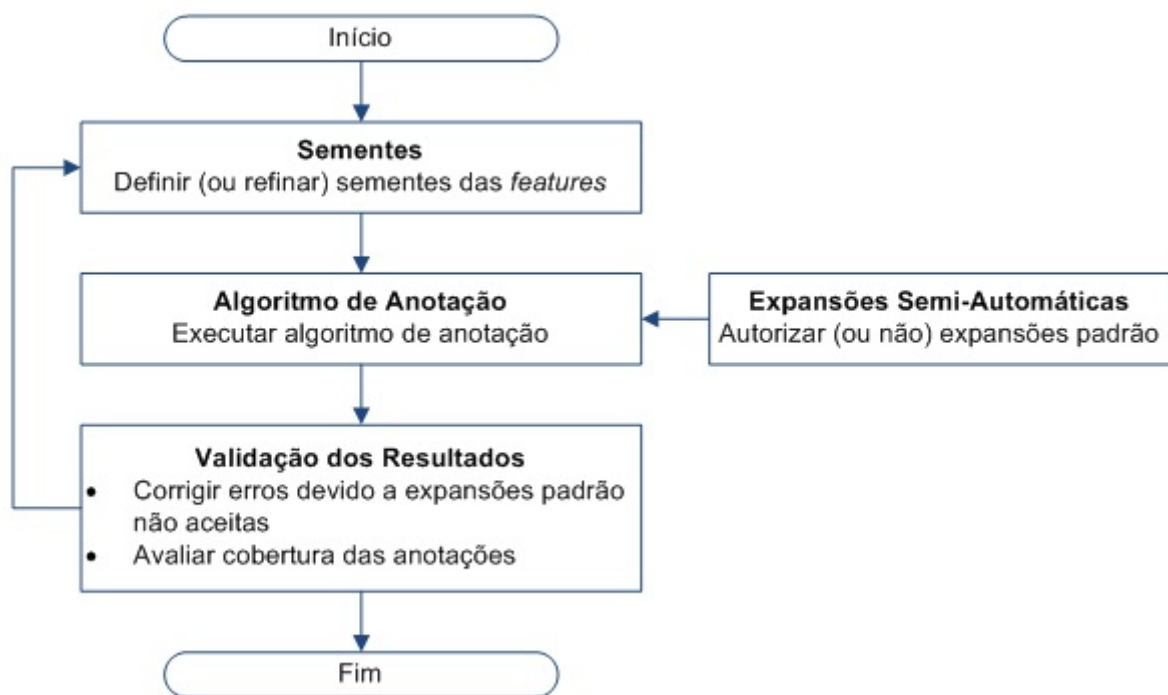 Início
Sementes
Definir (ou refinar) sementes das features
Algoritmo de Anotação
Executar algoritmo de anotação
Expansões Semi-Automáticas
Autorizar (ou não) expansões padrão
Validação dos Resultados
• Corrigir erros devido a expansões padrão
não aceitas
• Avaliar cobertura das anotações
Fim